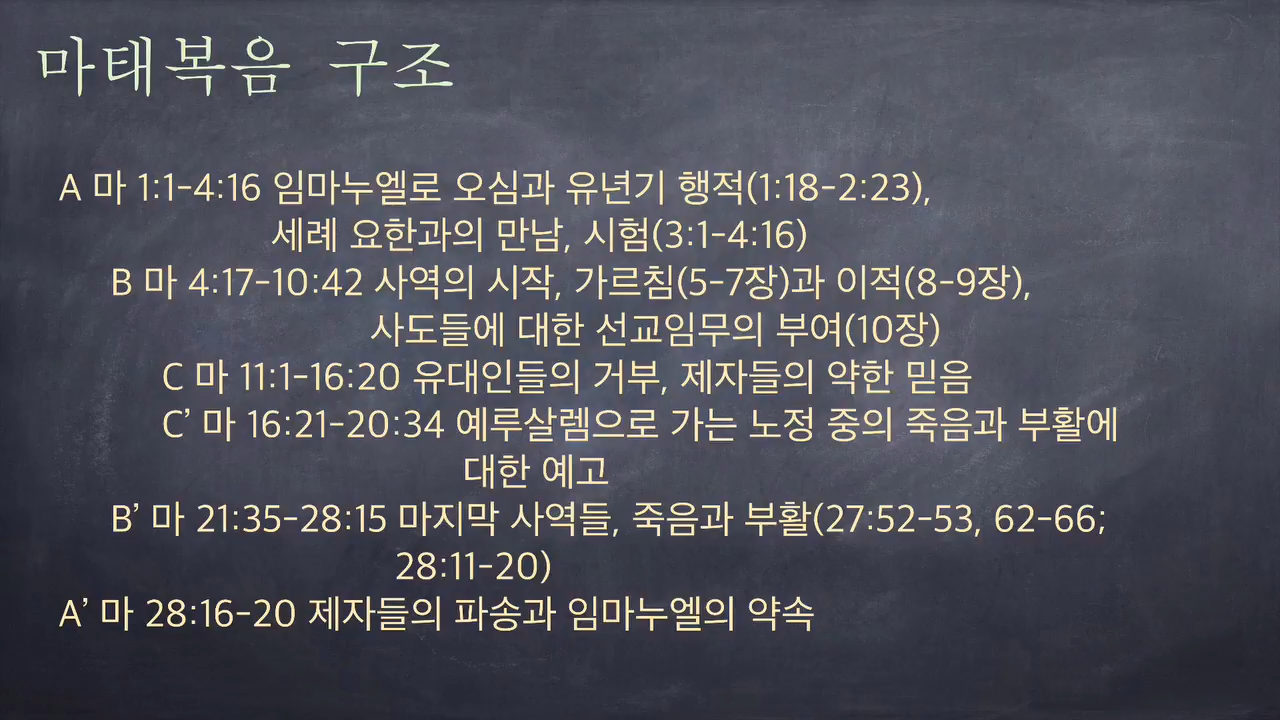 마태복음 구조
A 마 1:1-4:16 임마누엘로 오심과 유년기 행적(1:18-2:23),
세례 요한과의 만남, 시험(3:1-4:16)
B 마 4:17-10:42 사역의 시작, 가르침(5-7장)과 이적(8-9장),
사도들에 대한 선교임무의 부여(10장)
C 마 11:1-16:20 유대인들의 거부, 제자들의 약한 믿음
C’ 마 16:21-20:34 예루살렘으로 가는 노정 중의 죽음과 부활에
대한 예고
B’ 마 21:35-28:15 마지막 사역들, 죽음과 부활(27:52-53, 62-66;
28:11-20)
A’ 마 28:16-20 제자들의 파송과 임마누엘의 약속